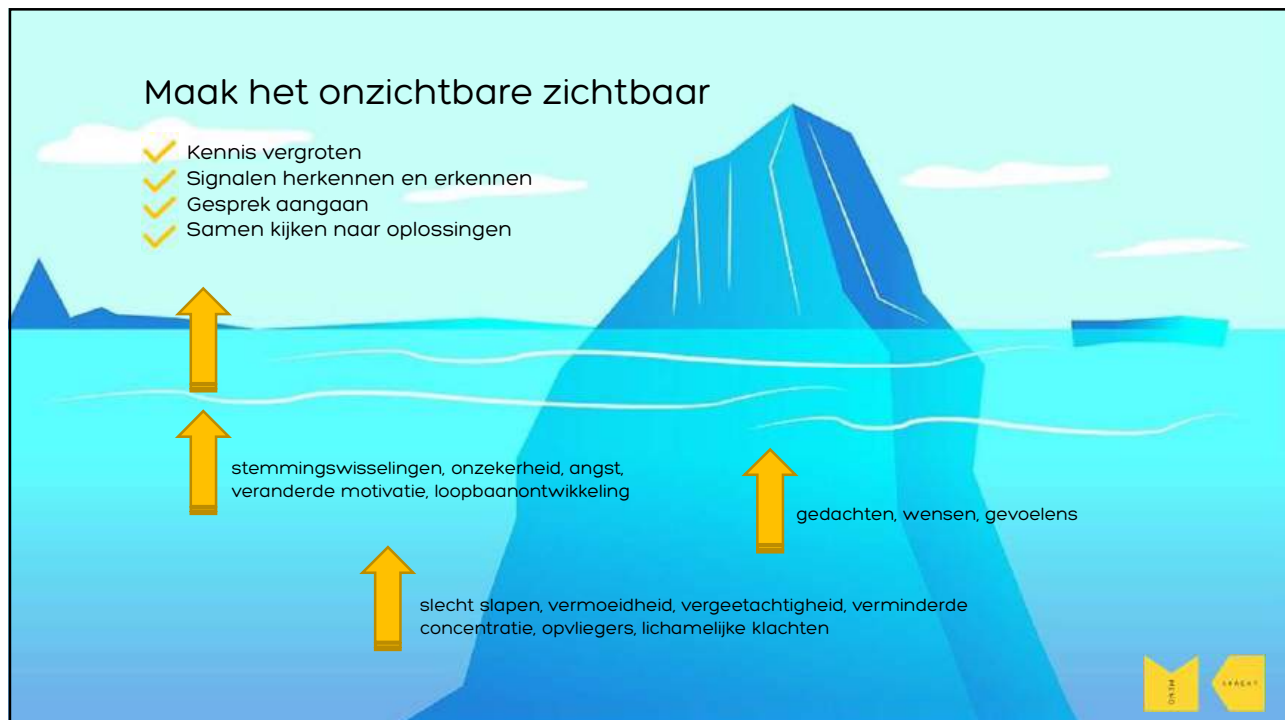 Maak het onzichtbare zichtbaar
Kennis vergroten
Signalen herkennen en erkennen
Gesprek aangaan
Samen kijken naar oplossingen
stemmingswisselingen, onzekerheid, angst,
veranderde motivatie, loopbaanontwikkeling
gedachten, wensen, gevoelens
slecht slapen, vermoeidheid, vergeetachtigheid, verminderde
concentratie, opvliegers, lichamelijke klachten
MENO